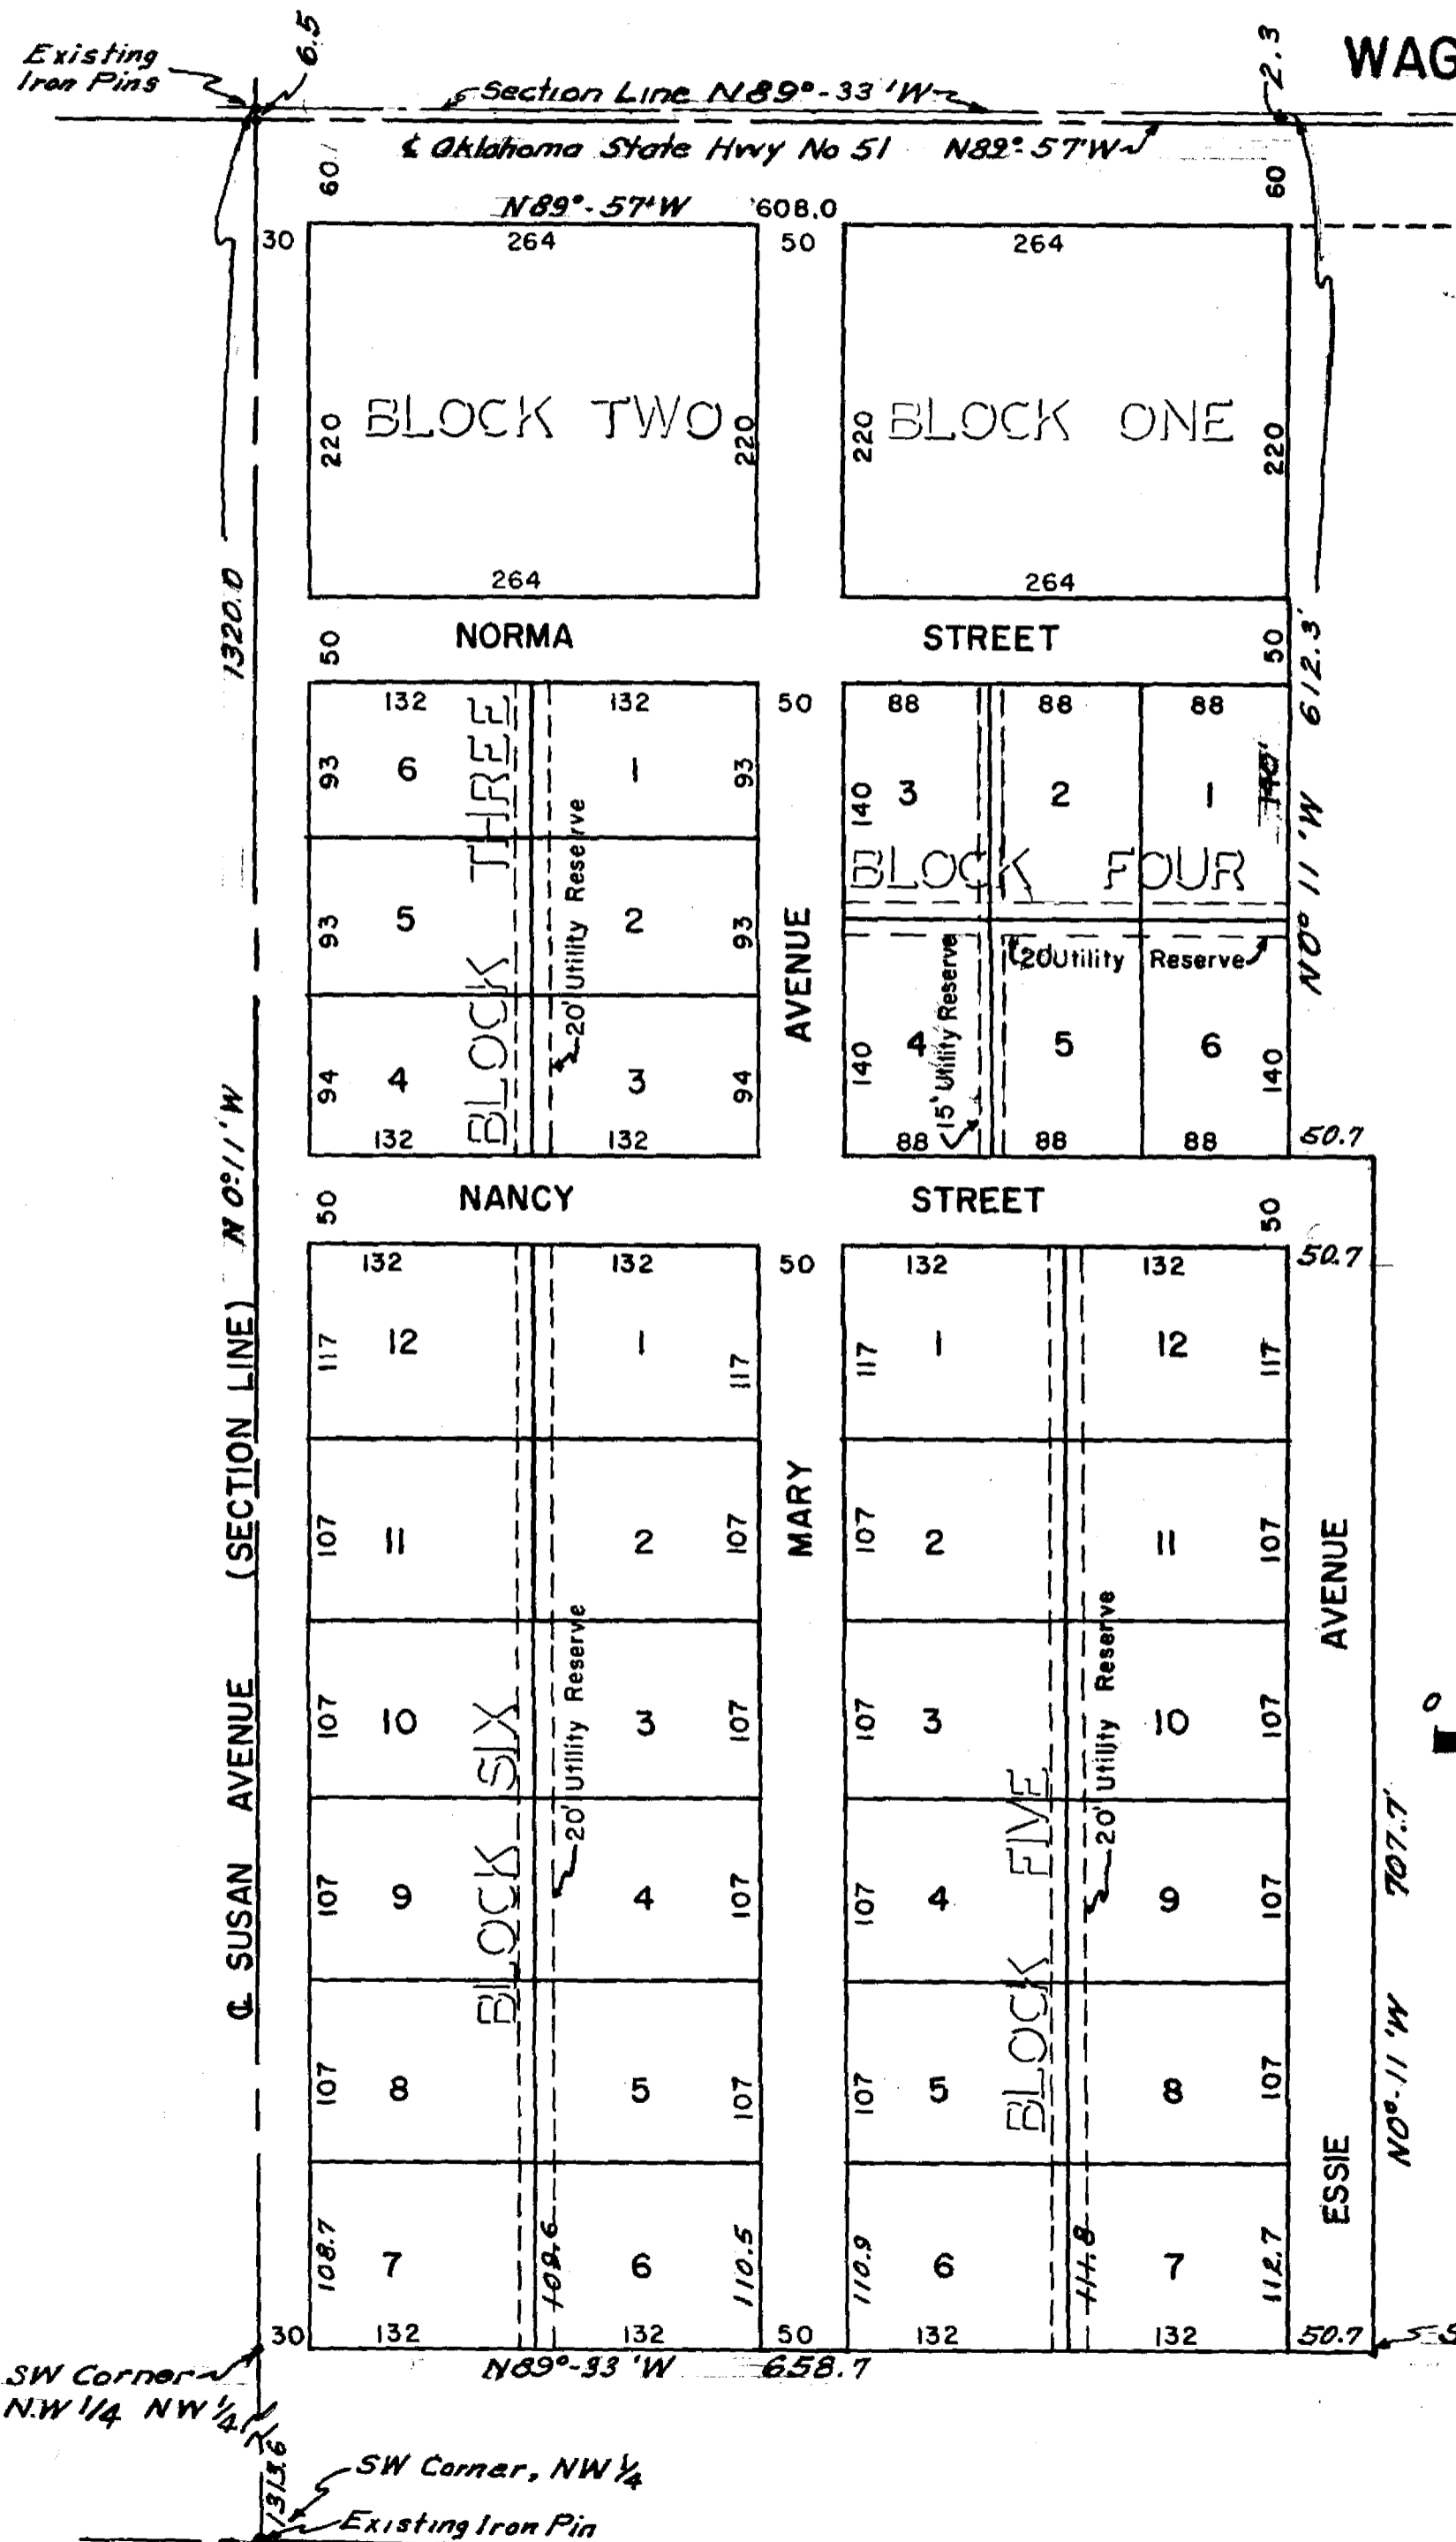 WAG
Existing
Iron Pins
6.5
Section Line N89°-33'W
2.3
℄ Oklahoma State Hwy No 51 N89°-57'W
60
60
N89°-57'W 608.0
30 264 50 264
220 BLOCK TWO 220 220 BLOCK ONE 220
264 264
1320.0
50 NORMA STREET 50
612.3'
N0°11'W
132 132 50 88 88 88
93 6 1 93 140 3 2 1 140'
BLOCK THREE
20' Utility Reserve
BLOCK FOUR
93 5 2 93
AVENUE
20' Utility Reserve
15' Utility Reserve
94 4 3 94 140 4 5 6 140
132 132 88 88 88 50.7
N0°11'W
50 NANCY STREET 50
132 132 50 132 132 50.7
117 12 1 117 117 1 12 117
℄ SUSAN AVENUE (SECTION LINE)
107 11 2 107 MARY 107 2 11 107
AVENUE
20' Utility Reserve
20' Utility Reserve
107 10 3 107 107 3 10 107
BLOCK SIX
BLOCK FIVE
107 9 4 107 107 4 9 107
707.7'
N0°-11'W
107 8 5 107 107 5 8 107
ESSIE
108.7 7 109.6 6 110.5 110.9 6 111.8 7 112.7
30 132 132 50 132 132 50.7
N89°-33'W 658.7
SW Corner
N.W 1/4 NW 1/4
1313.6
SW Corner, NW 1/4
Existing Iron Pin